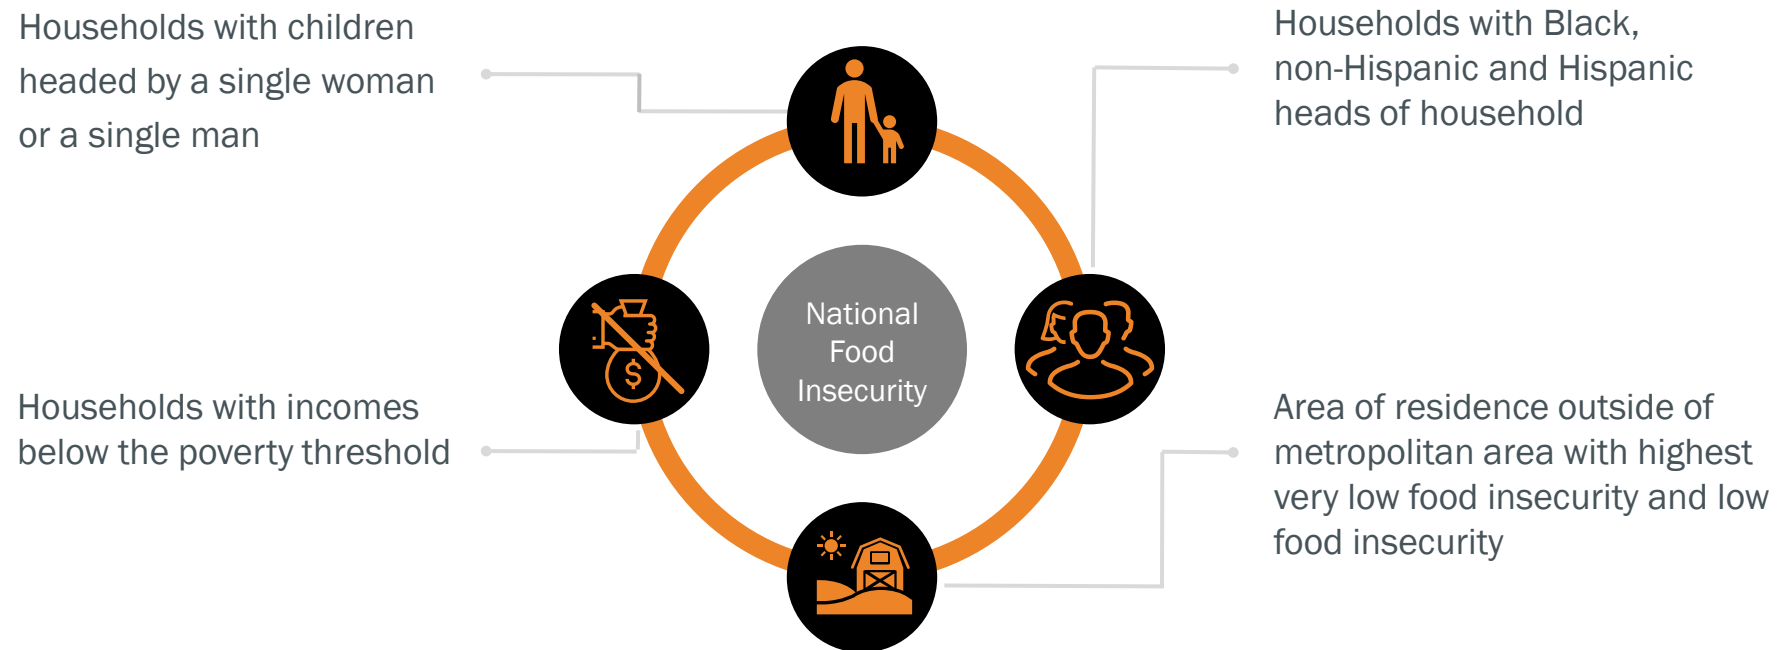 Households with children
headed by a single woman
or a single man
Households with Black,
non-Hispanic and Hispanic
heads of household
National
Food
Insecurity
$
Households with incomes
below the poverty threshold
Area of residence outside of
metropolitan area with highest
very low food insecurity and low
food insecurity